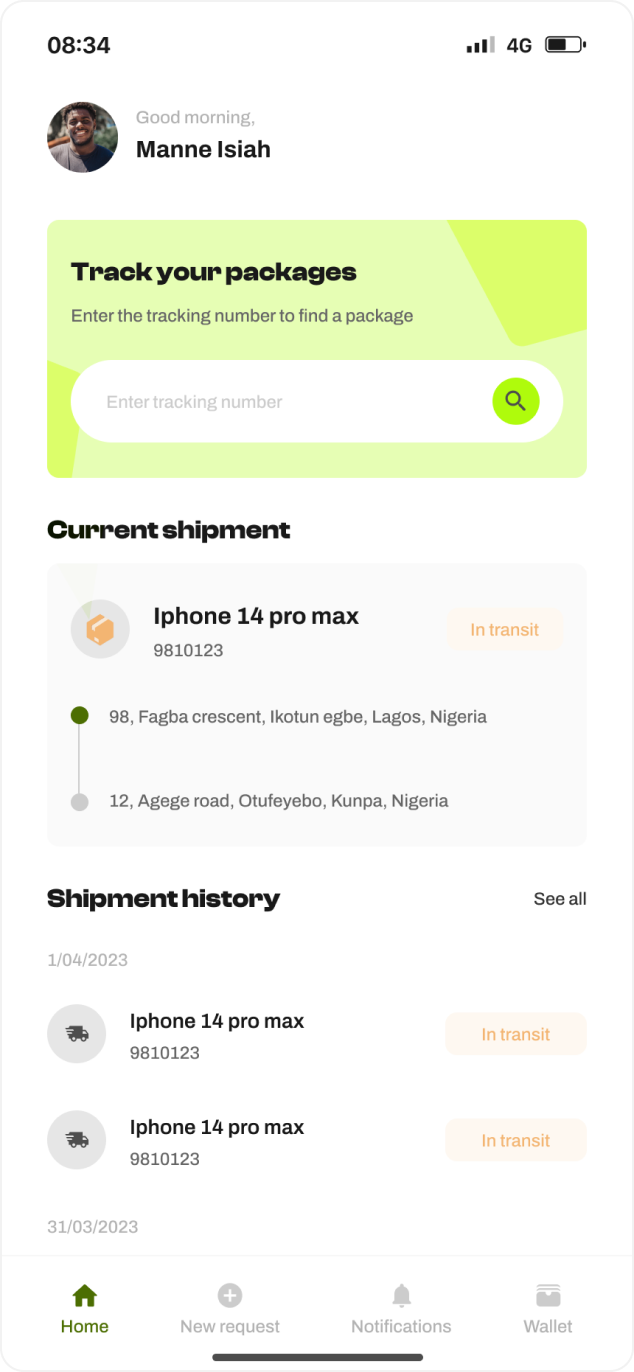 08:34
4G
Good morning,
Manne Isiah
Track your packages
Enter the tracking number to find a package
Enter tracking number
Current shipment
Iphone 14 pro max
9810123
In transit
98, Fagba crescent, Ikotun egbe, Lagos, Nigeria
12, Agege road, Otufeyebo, Kunpa, Nigeria
Shipment history
See all
1/04/2023
Iphone 14 pro max
9810123
In transit
Iphone 14 pro max
9810123
In transit
31/03/2023
Home
New request
Notifications
Wallet